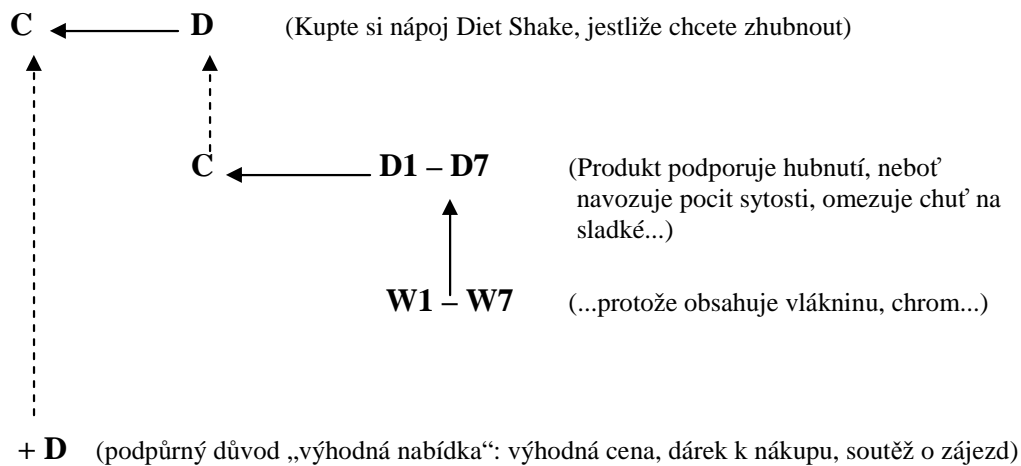 C D (Kupte si nápoj Diet Shake, jestliže chcete zhubnout)
C D1 – D7 (Produkt podporuje hubnutí, neboť
navozuje pocit sytosti, omezuje chuť na
sladké...)
W1 – W7 (...protože obsahuje vlákninu, chrom...)
+ D (podpůrný důvod „výhodná nabídka“: výhodná cena, dárek k nákupu, soutěž o zájezd)